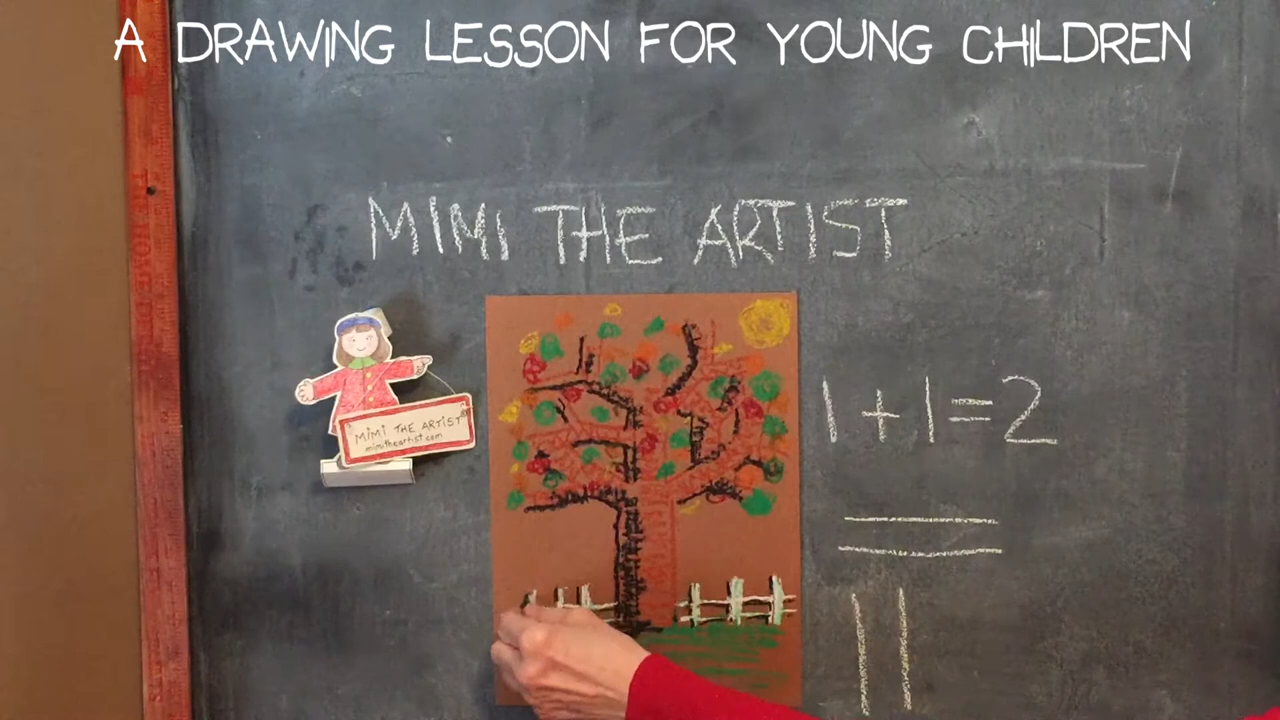 A DRAWING LESSON FOR YOUNG CHILDREN
MIMI THE ARTIST
MIMI THE ARTIST
mimitheartist.com
1+1=2